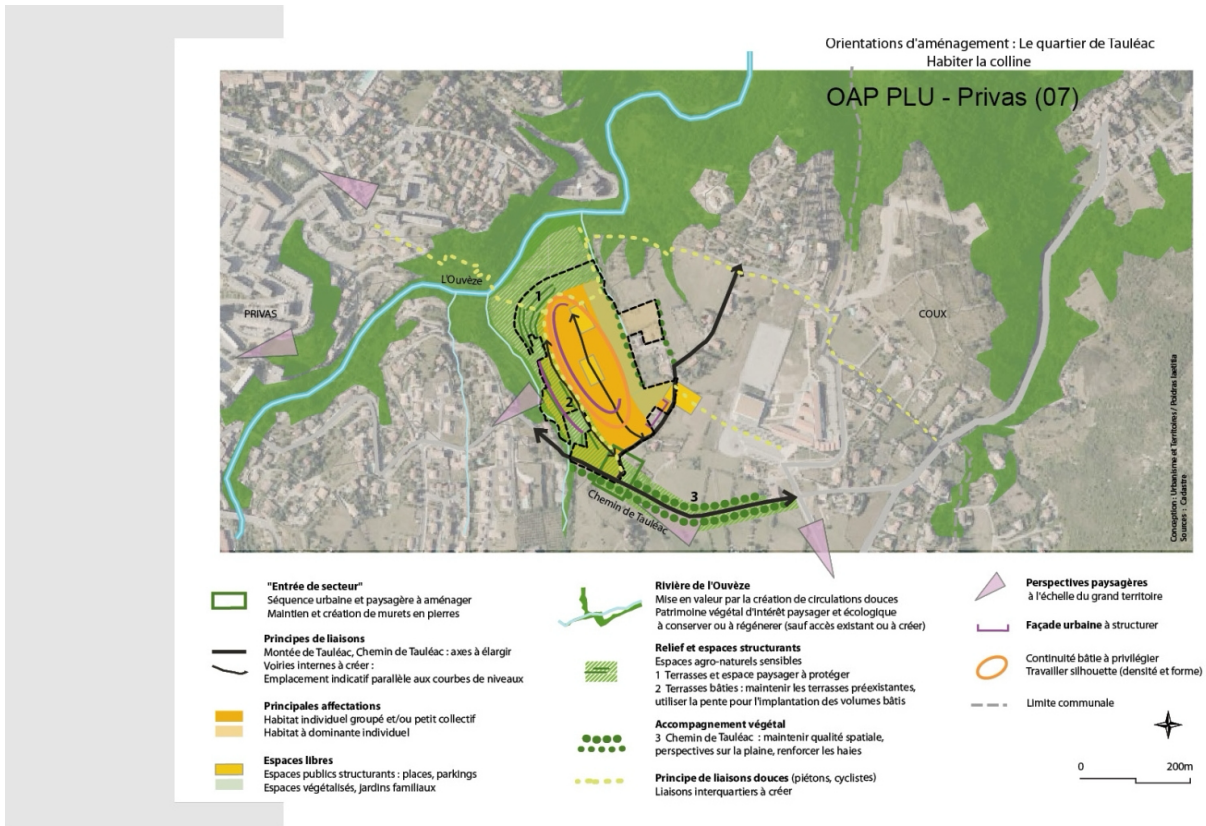 Orientations d'aménagement : Le quartier de Tauléac
Habiter la colline
OAP PLU - Privas (07)
L'Ouvèze
PRIVAS
COUX
1
2
3
Chemin de Tauléac
Conception : Urbanisme et Territoires / Poidras laetitia
Sources : Cadastre
"Entrée de secteur"
Séquence urbaine et paysagère à aménager
Maintien et création de murets en pierres
Principes de liaisons
Montée de Tauléac, Chemin de Tauléac : axes à élargir
Voiries internes à créer :
Emplacement indicatif parallèle aux courbes de niveaux
Principales affectations
Habitat individuel groupé et/ou petit collectif
Habitat à dominante individuel
Espaces libres
Espaces publics structurants : places, parkings
Espaces végétalisés, jardins familiaux
Rivière de l'Ouvèze
Mise en valeur par la création de circulations douces
Patrimoine végétal d'intérêt paysager et écologique
à conserver ou à régénerer (sauf accès existant ou à créer)
Relief et espaces structurants
Espaces agro-naturels sensibles
1 Terrasses et espace paysager à protéger
2 Terrasses bâties : maintenir les terrasses préexistantes,
utiliser la pente pour l'implantation des volumes bâtis
Accompagnement végétal
3 Chemin de Tauléac : maintenir qualité spatiale,
perspectives sur la plaine, renforcer les haies
Principe de liaisons douces (piétons, cyclistes)
Liaisons interquartiers à créer
Perspectives paysagères
à l'échelle du grand territoire
Façade urbaine à structurer
Continuité bâtie à privilégier
Travailler silhouette (densité et forme)
Limite communale
0 200m